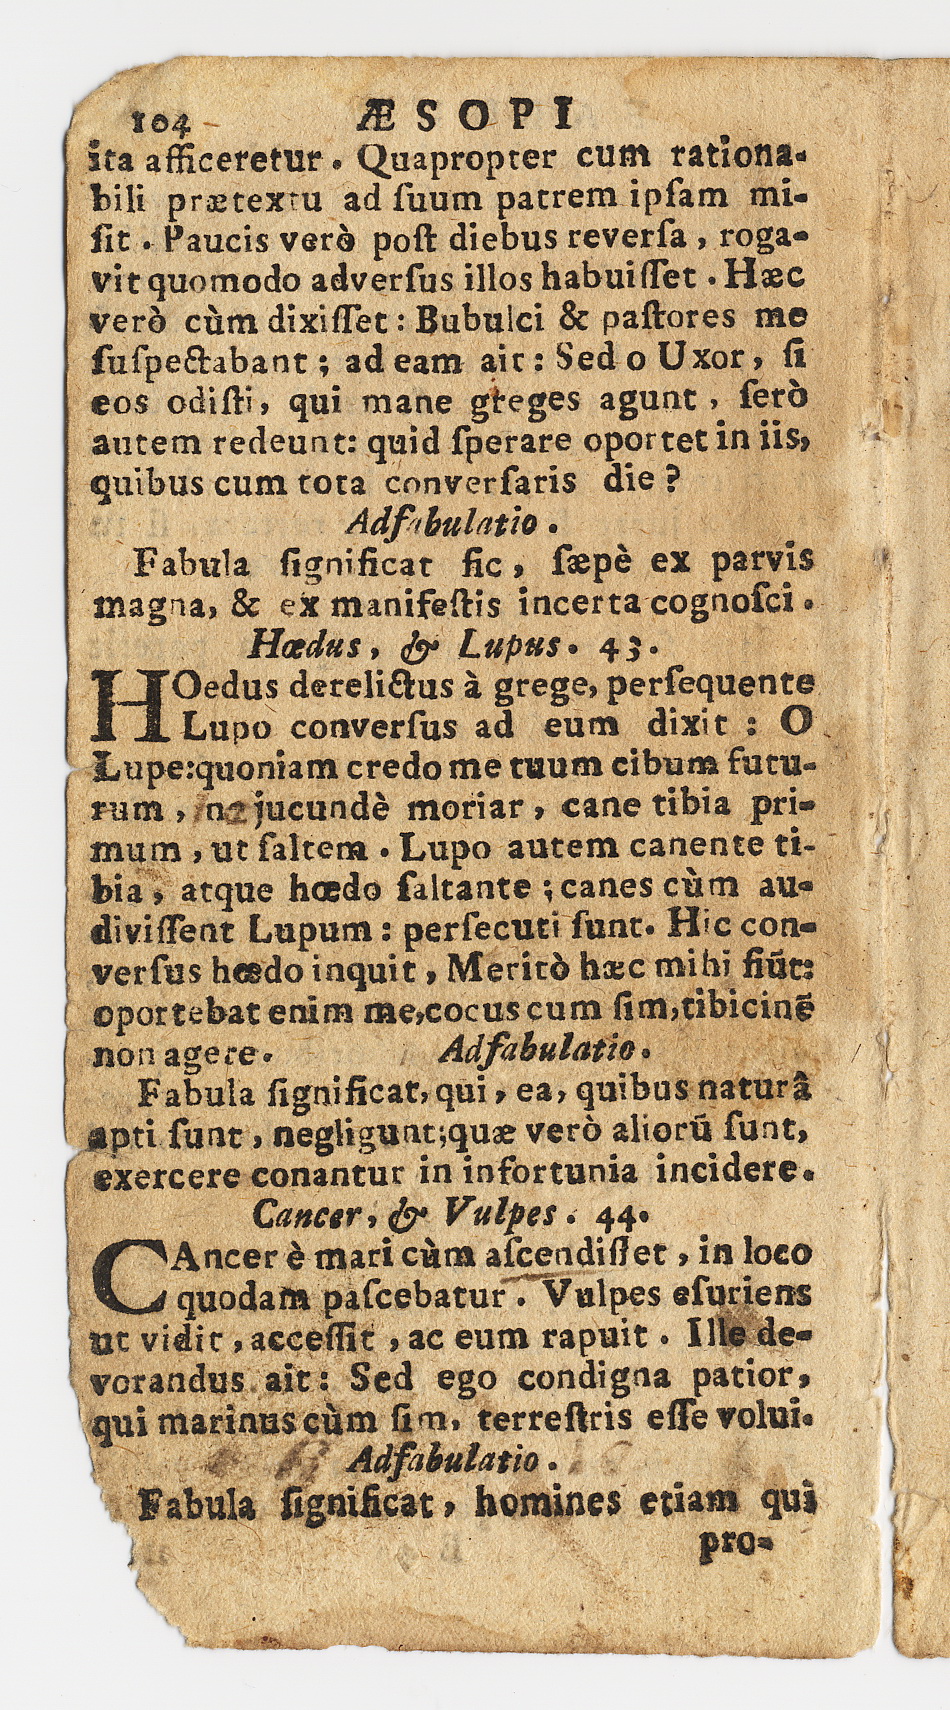 104 ÆSOPI
ita afficeretur. Quapropter cum rationa-
bili prætextu ad ſuum patrem ipſam mi-
ſit. Paucis verò poſt diebus reverſa, roga-
vit quomodo adverſus illos habuiſſet. Hæc
verò cùm dixiſſet: Bubulci & paſtores me
ſuſpectabant; ad eam ait: Sed o Uxor, ſi
eos odiſti, qui mane greges agunt, ſerò
autem redeunt: quid ſperare oportet in iis,
quibus cum tota converſaris die?
Adfabulatio.
Fabula ſignificat ſic, ſæpè ex parvis
magna, & ex manifeſtis incerta cognoſci.
Hœdus, & Lupus. 43.
HOedus derelictus à grege, perſequente
Lupo converſus ad eum dixit: O
Lupe: quoniam credo me tuum cibum futu-
rum, ne jucundè moriar, cane tibia pri-
mum, ut ſaltem. Lupo autem canente ti-
bia, atque hœdo ſaltante; canes cùm au-
diviſſent Lupum: perſecuti ſunt. Hic con-
verſus hœdo inquit, Meritò hæc mihi fiūt:
oportebat enim me, cocus cum ſim, tibicinē
non agere. Adfabulatio.
Fabula ſignificat, qui, ea, quibus naturâ
apti ſunt, negligunt; quæ verò aliorū ſunt,
exercere conantur in infortunia incidere.
Cancer, & Vulpes. 44.
CAncer è mari cùm aſcendiſſet, in loco
quodam paſcebatur. Vulpes eſuriens
ut vidit, acceſſit, ac eum rapuit. Ille de-
vorandus ait: Sed ego condigna patior,
qui marinus cùm ſim, terreſtris eſſe volui.
Adfabulatio.
Fabula ſignificat, homines etiam qui
pro-